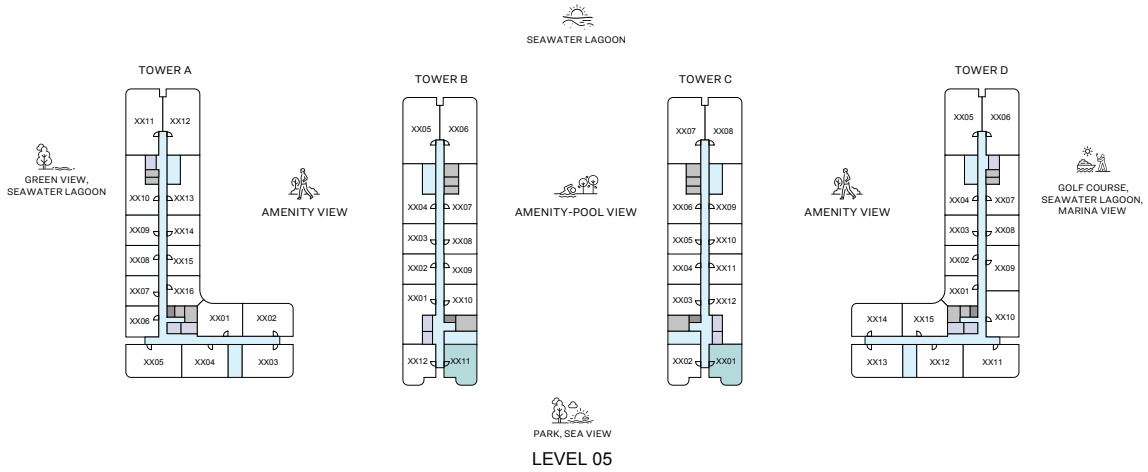 SEAWATER LAGOON
TOWER A
TOWER B
TOWER C
TOWER D
XX11 XX12
XX10 XX13
XX09 XX14
XX08 XX15
XX07 XX16
XX06 XX01 XX02
XX05 XX04 XX03
XX05 XX06
XX04 XX07
XX03 XX08
XX02 XX09
XX01 XX10
XX12 XX11
XX07 XX08
XX06 XX09
XX05 XX10
XX04 XX11
XX03 XX12
XX02 XX01
XX05 XX06
XX04 XX07
XX03 XX08
XX02 XX09
XX01
XX14 XX15 XX10
XX13 XX12 XX11
GREEN VIEW,
SEAWATER LAGOON
AMENITY VIEW
AMENITY-POOL VIEW
AMENITY VIEW
GOLF COURSE,
SEAWATER LAGOON,
MARINA VIEW
PARK, SEA VIEW
LEVEL 05